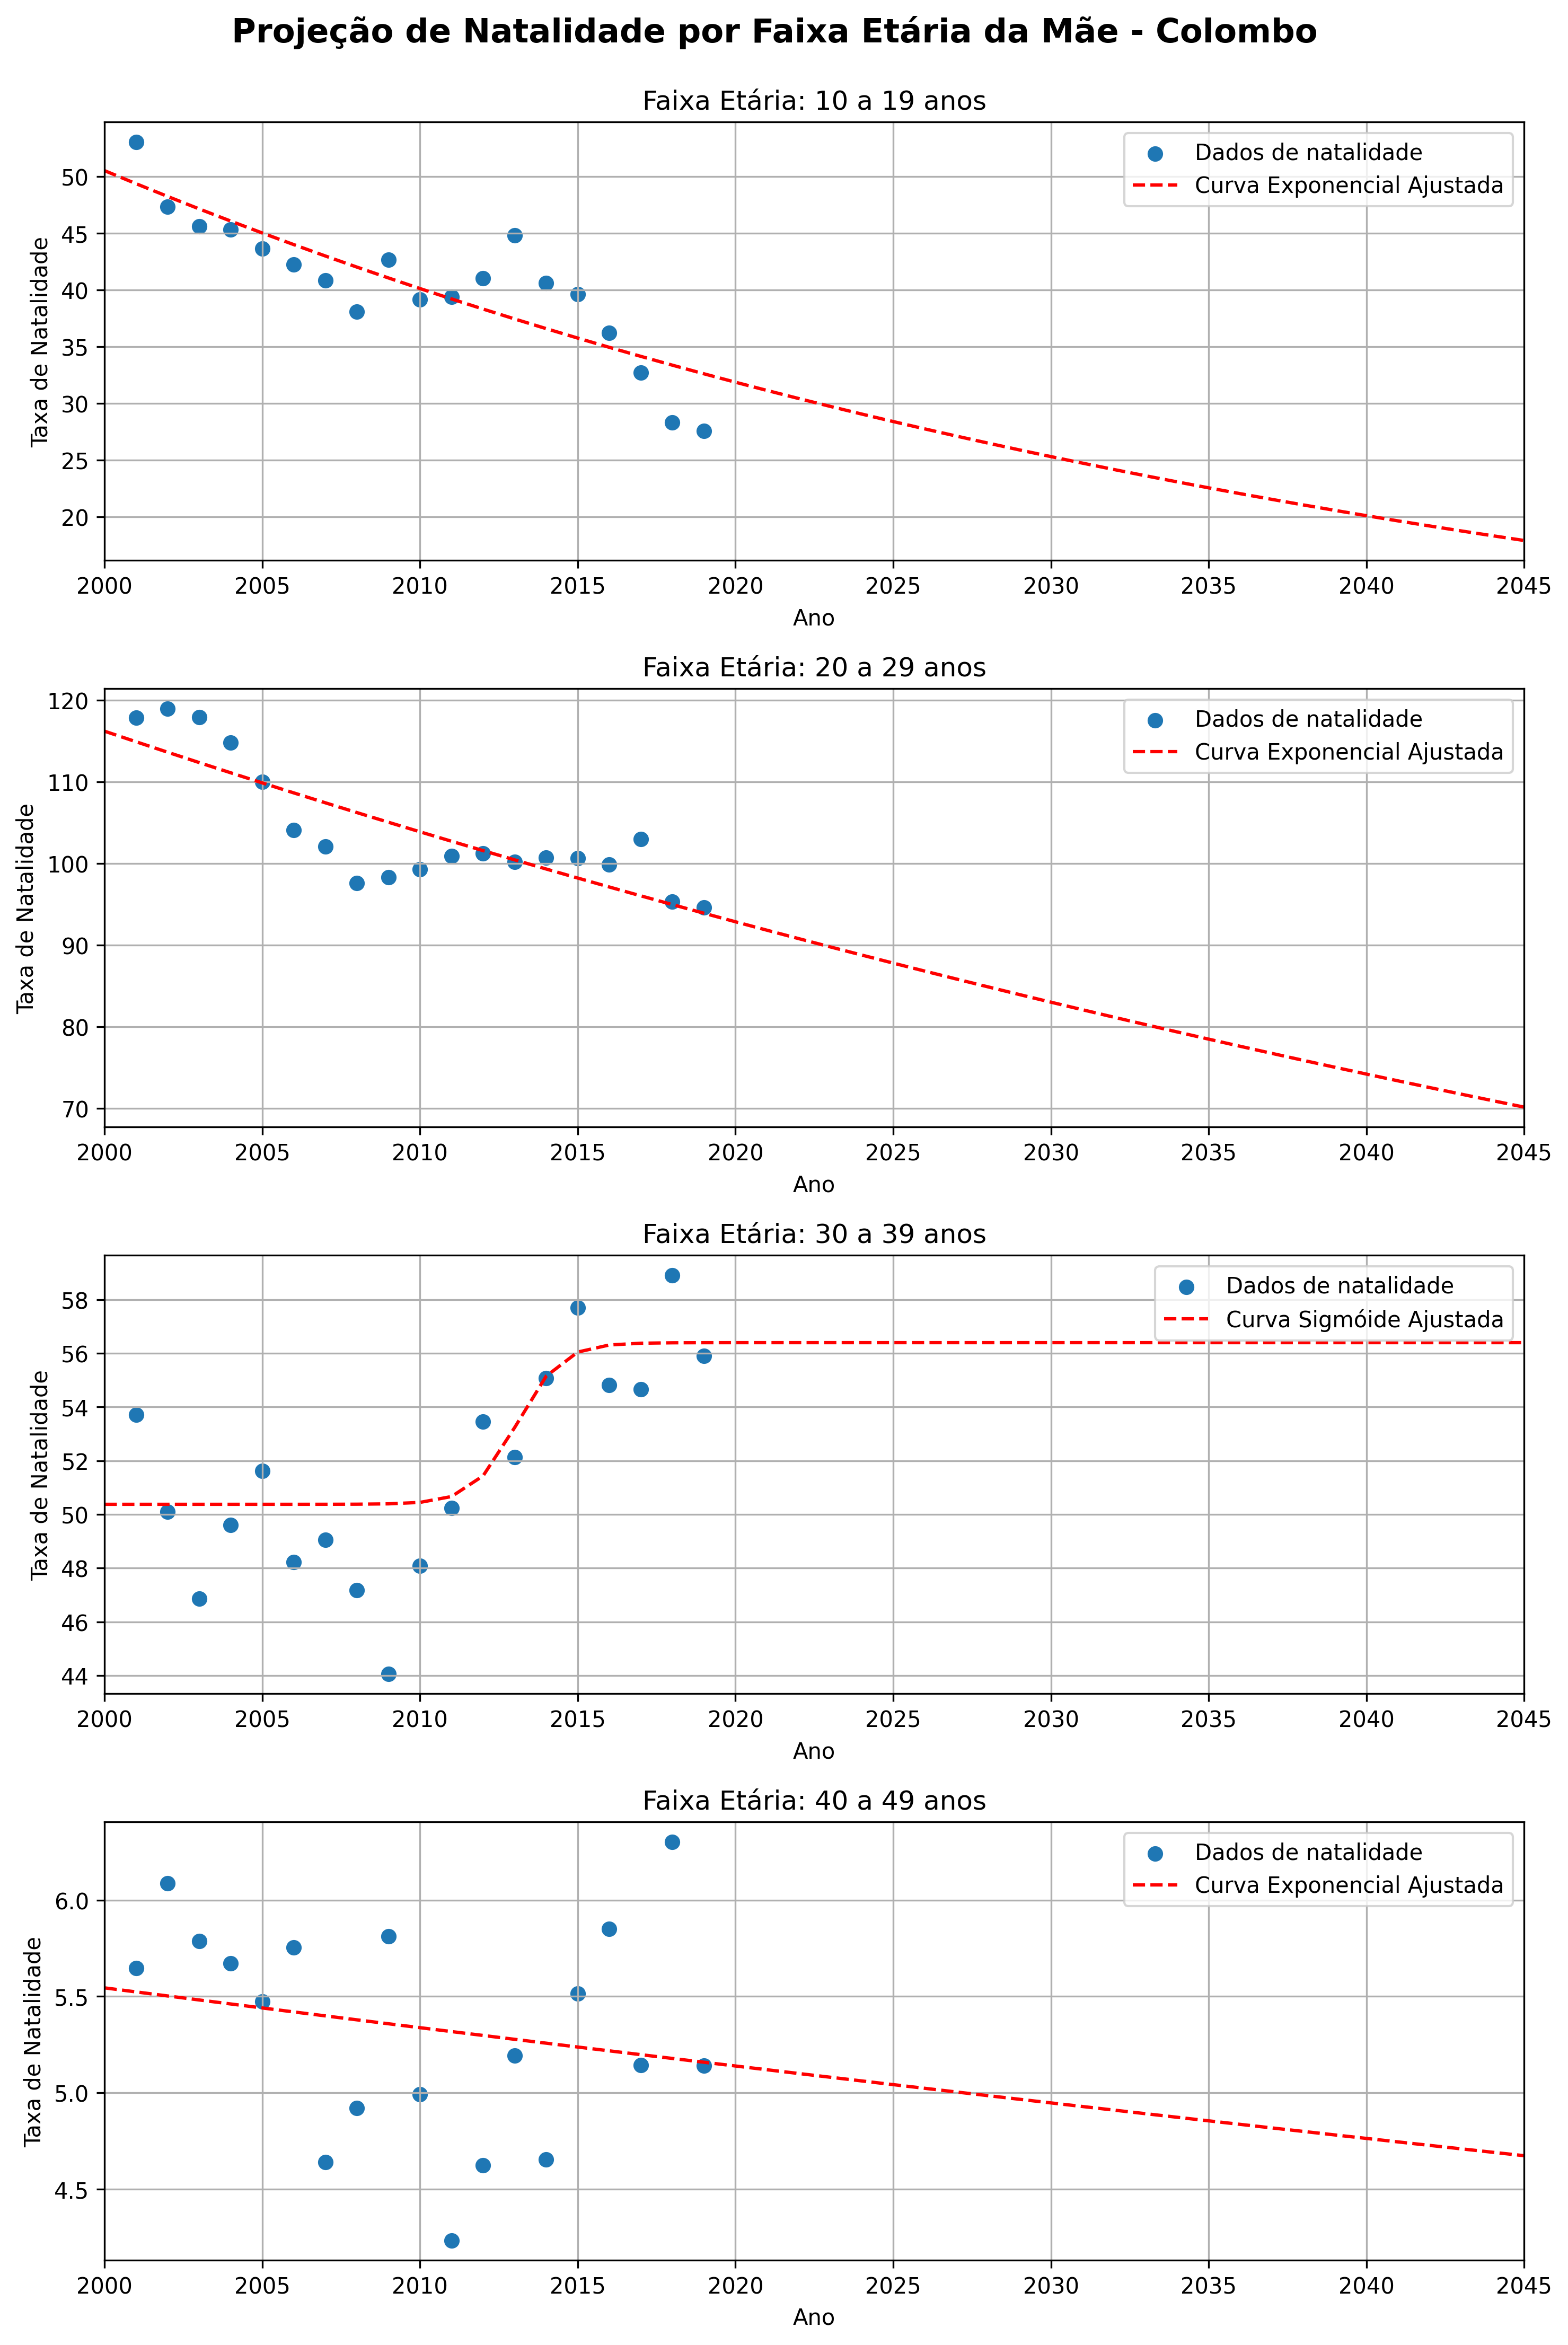 Projeção de Natalidade por Faixa Etária da Mãe - Colombo
Faixa Etária: 10 a 19 anos
Dados de natalidade
Curva Exponencial Ajustada
Taxa de Natalidade
50
45
40
35
30
25
20
2000 2005 2010 2015 2020 2025 2030 2035 2040 2045
Ano
Faixa Etária: 20 a 29 anos
Dados de natalidade
Curva Exponencial Ajustada
Taxa de Natalidade
120
110
100
90
80
70
2000 2005 2010 2015 2020 2025 2030 2035 2040 2045
Ano
Faixa Etária: 30 a 39 anos
Dados de natalidade
Curva Sigmóide Ajustada
Taxa de Natalidade
58
56
54
52
50
48
46
44
2000 2005 2010 2015 2020 2025 2030 2035 2040 2045
Ano
Faixa Etária: 40 a 49 anos
Dados de natalidade
Curva Exponencial Ajustada
Taxa de Natalidade
6.0
5.5
5.0
4.5
2000 2005 2010 2015 2020 2025 2030 2035 2040 2045
Ano